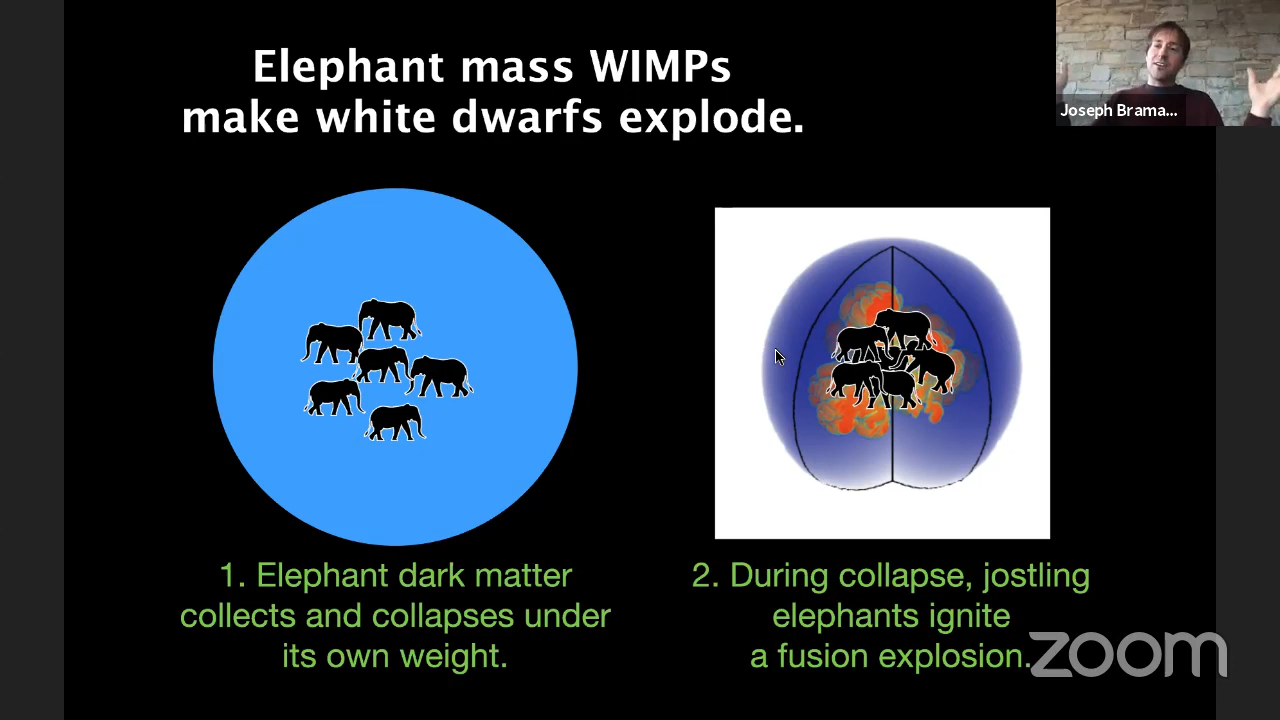 Elephant mass WIMPs
make white dwarfs explode.
Joseph Brama...
1. Elephant dark matter
collects and collapses under
its own weight.
2. During collapse, jostling
elephants ignite
a fusion explosion.
zoom